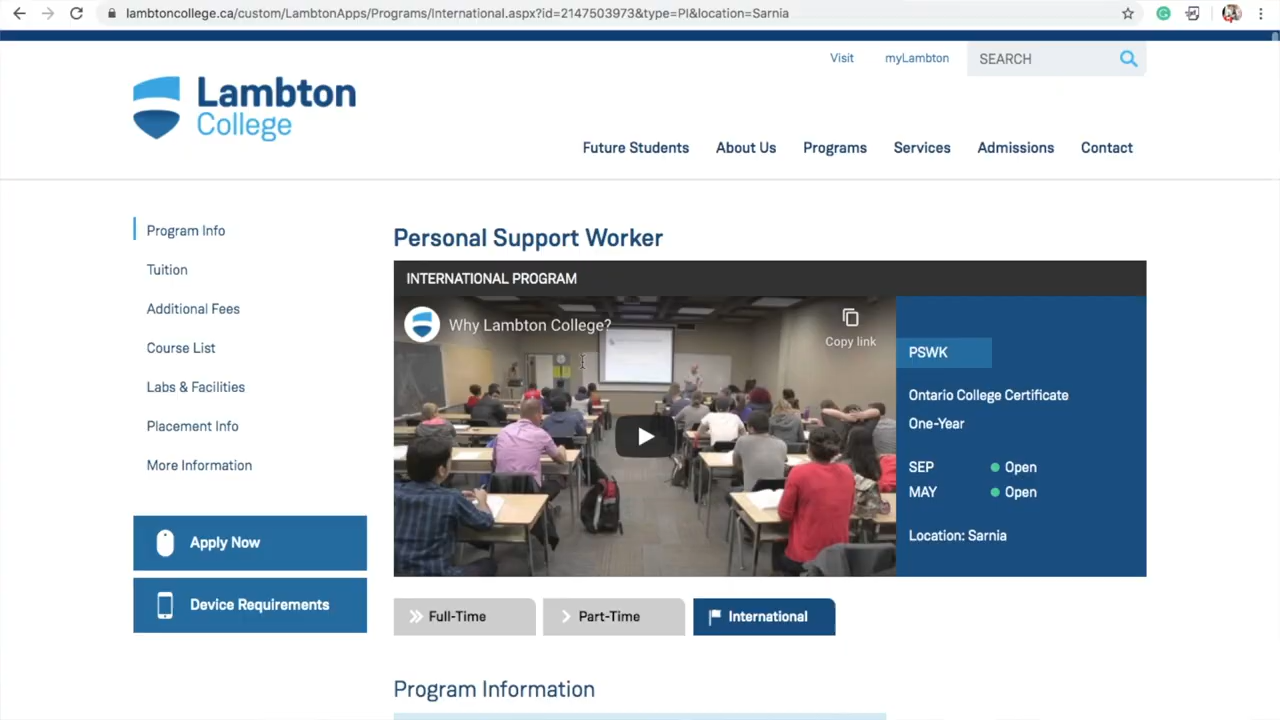 lambtoncollege.ca/custom/LambtonApps/Programs/International.aspx?id=2147503973&type=PI&location=Sarnia
Visit
myLambton
SEARCH
Lambton
College
Future Students
About Us
Programs
Services
Admissions
Contact
Program Info
Tuition
Additional Fees
Course List
Labs & Facilities
Placement Info
More Information
Apply Now
Device Requirements
Personal Support Worker
INTERNATIONAL PROGRAM
Why Lambton College?
Copy link
PSWK
Ontario College Certificate
One-Year
SEP Open
MAY Open
Location: Sarnia
Full-Time
Part-Time
International
Program Information